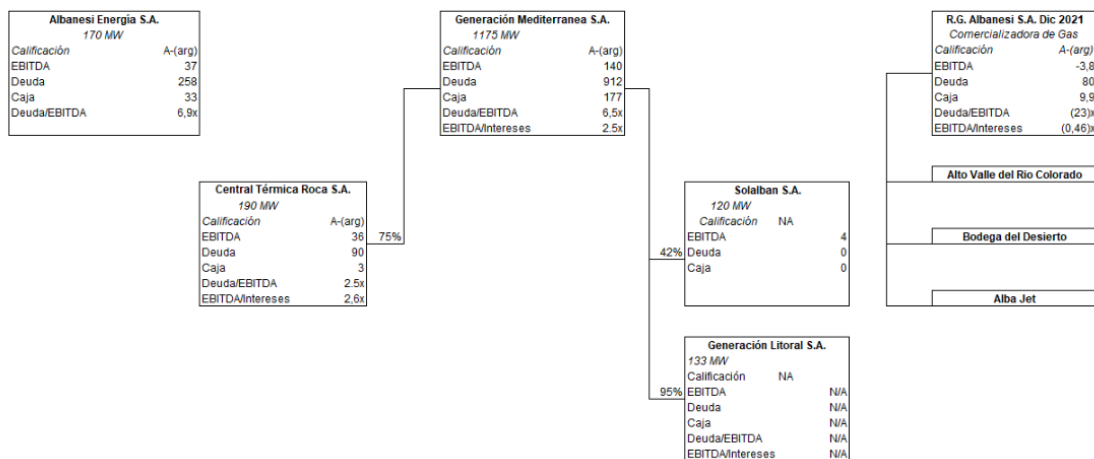 Albanesi Energía S.A.
170 MW
Calificación A-(arg)
EBITDA 37
Deuda 258
Caja 33
Deuda/EBITDA 6,9x
Generación Mediterranea S.A.
1175 MW
Calificación A-(arg)
EBITDA 140
Deuda 912
Caja 177
Deuda/EBITDA 6,5x
EBITDA/Intereses 2.5x
R.G. Albanesi S.A. Dic 2021
Comercializadora de Gas
Calificación A-(arg)
EBITDA -3,8
Deuda 80
Caja 9,9
Deuda/EBITDA (23)x
EBITDA/Intereses (0,46)x
Central Térmica Roca S.A.
190 MW
Calificación A-(arg)
EBITDA 36
Deuda 90
Caja 3
Deuda/EBITDA 2.5x
EBITDA/Intereses 2,6x
75%
Solalban S.A.
120 MW
Calificación NA
EBITDA 4
42% Deuda 0
Caja 0
Alto Valle del Rio Colorado
Bodega del Desierto
Alba Jet
Generación Litoral S.A.
133 MW
Calificación NA
95% EBITDA N/A
Deuda N/A
Caja N/A
Deuda/EBITDA N/A
EBITDA/Intereses N/A